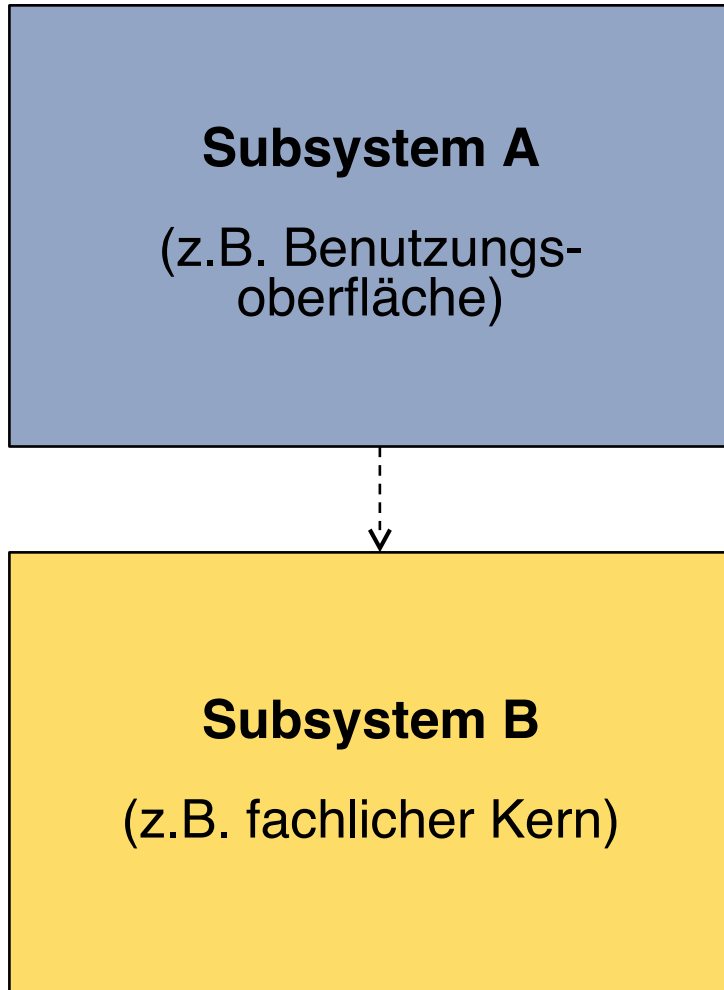 Subsystem A
(z.B. Benutzungs-
oberfläche)
Subsystem B
(z.B. fachlicher Kern)